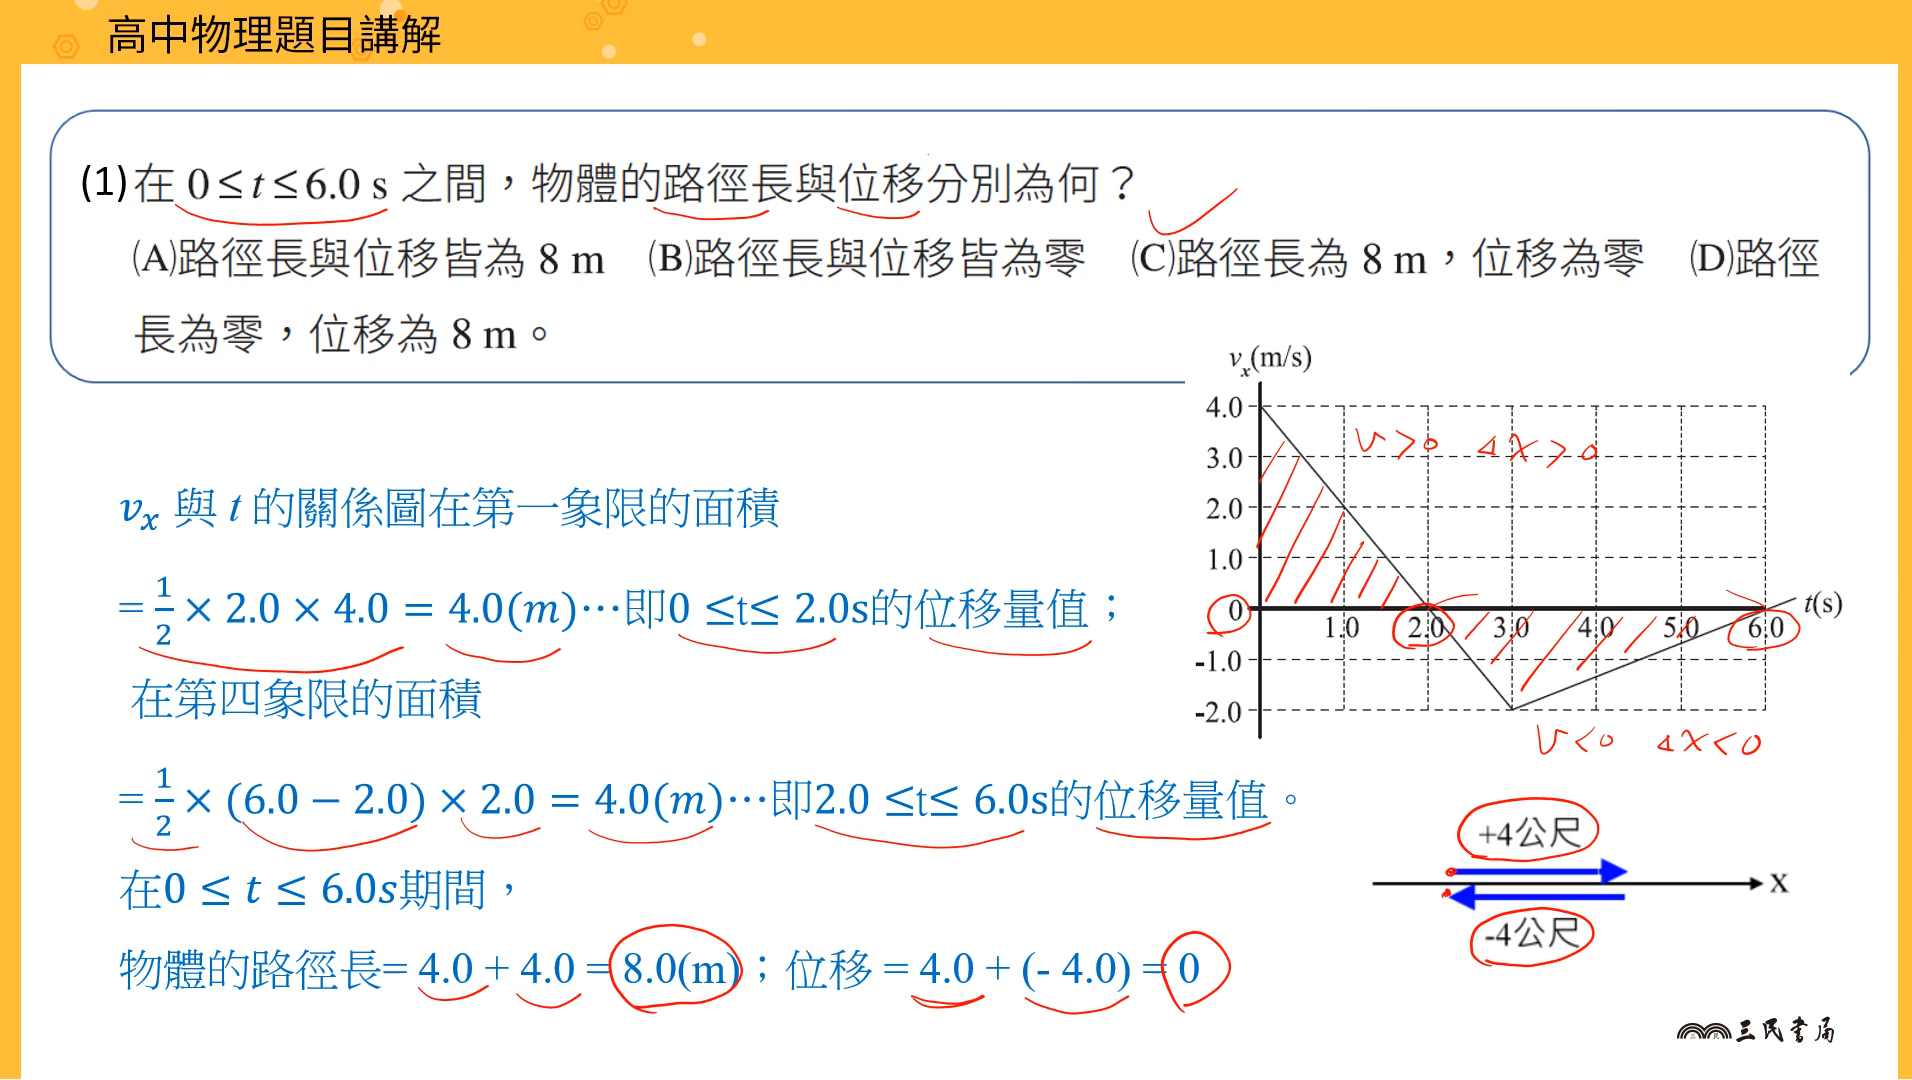 高中物理題目講解
(1)在 0≤t≤6.0 s 之間，物體的路徑長與位移分別為何？
(A)路徑長與位移皆為 8 m (B)路徑長與位移皆為零 (C)路徑長為 8 m，位移為零 (D)路徑
長為零，位移為 8 m。
vₓ(m/s)
4.0
3.0
2.0
1.0
0
-1.0
-2.0
1.0 2.0 3.0 4.0 5.0 6.0
t(s)
v>0 Δx>0
v<0 Δx<0
vₓ 與 t 的關係圖在第一象限的面積
= 1/2 × 2.0 × 4.0 = 4.0(m)⋯即0 ≤t≤ 2.0s的位移量值；
在第四象限的面積
= 1/2 × (6.0 − 2.0) × 2.0 = 4.0(m)⋯即2.0 ≤t≤ 6.0s的位移量值。
在0 ≤ t ≤ 6.0s期間，
物體的路徑長= 4.0 + 4.0 = 8.0(m)；位移 = 4.0 + (- 4.0) = 0
+4公尺
X
-4公尺
三民書局